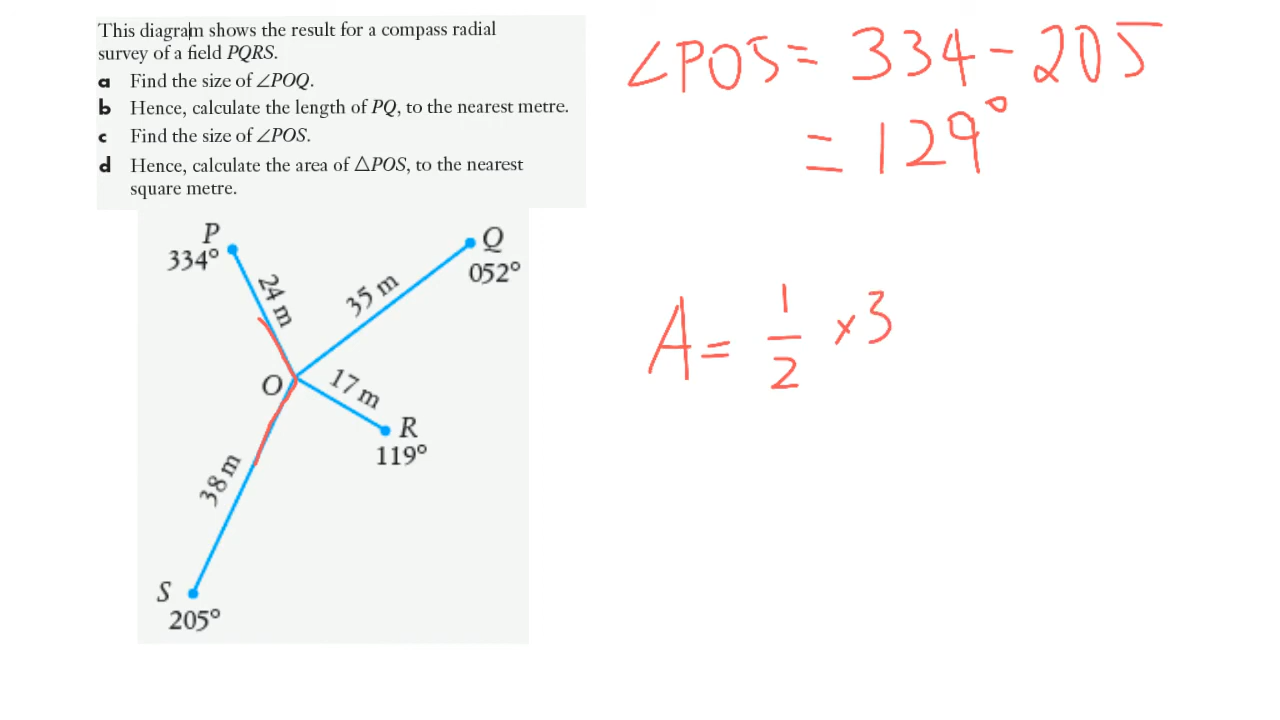 This diagram shows the result for a compass radial
survey of a field PQRS.
a Find the size of ∠POQ.
b Hence, calculate the length of PQ, to the nearest metre.
c Find the size of ∠POS.
d Hence, calculate the area of △POS, to the nearest
square metre.
∠POS = 334 - 205
= 129°
P
334°
24 m
35 m
Q
052°
O
17 m
R
119°
38 m
S
205°
A = 1/2 × 3